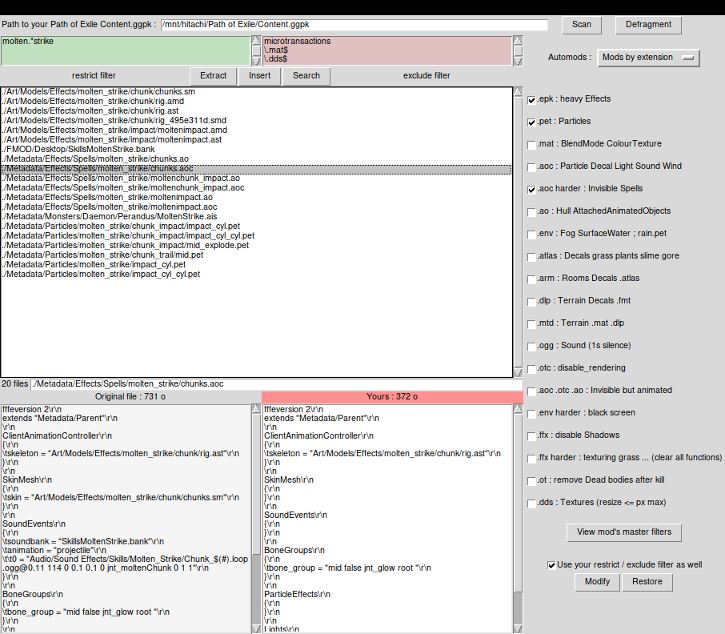 Path to your Path of Exile Content.ggpk : /mnt/hitachi/Path of Exile/Content.ggpk Scan Defragment
molten.*strike
microtransactions
\.mat$
\.dds$
Automods : Mods by extension
restrict filter Extract Insert Search exclude filter
./Art/Models/Effects/molten_strike/chunk/chunks.sm
./Art/Models/Effects/molten_strike/chunk/rig.amd
./Art/Models/Effects/molten_strike/chunk/rig.ast
./Art/Models/Effects/molten_strike/chunk/rig_495e311d.smd
./Art/Models/Effects/molten_strike/impact/moltenimpact.amd
./Art/Models/Effects/molten_strike/impact/moltenimpact.ast
./FMOD/Desktop/SkillsMoltenStrike.bank
./Metadata/Effects/Spells/molten_strike/chunks.ao
./Metadata/Effects/Spells/molten_strike/chunks.aoc
./Metadata/Effects/Spells/molten_strike/moltenchunk_impact.ao
./Metadata/Effects/Spells/molten_strike/moltenchunk_impact.aoc
./Metadata/Effects/Spells/molten_strike/moltenimpact.ao
./Metadata/Effects/Spells/molten_strike/moltenimpact.aoc
./Metadata/Monsters/Daemon/Perandus/MoltenStrike.ais
./Metadata/Particles/molten_strike/chunk_impact/impact_cyl.pet
./Metadata/Particles/molten_strike/chunk_impact/impact_cyl_cyl.pet
./Metadata/Particles/molten_strike/chunk_impact/mid_explode.pet
./Metadata/Particles/molten_strike/chunk_trail/mid.pet
./Metadata/Particles/molten_strike/impact_cyl.pet
./Metadata/Particles/molten_strike/impact_cyl_cyl.pet
.epk : heavy Effects
.pet : Particles
.mat : BlendMode ColourTexture
.aoc : Particle Decal Light Sound Wind
.aoc harder : Invisible Spells
.ao : Hull AttachedAnimatedObjects
.env : Fog SurfaceWater ; rain.pet
.atlas : Decals grass plants slime gore
.arm : Rooms Decals .atlas
.dlp : Terrain Decals .fmt
.mtd : Terrain .mat .dlp
.ogg : Sound (1s silence)
.otc : disable_rendering
.aoc .otc .ao : Invisible but animated
.env harder : black screen
.ffx : disable Shadows
.ffx harder : texturing grass ... (clear all functions)
.ot : remove Dead bodies after kill
.dds : Textures (resize <= px max)
View mod's master filters
Use your restrict / exclude filter as well
Modify Restore
20 files ./Metadata/Effects/Spells/molten_strike/chunks.aoc
Original file : 731 o
fffeversion 2\r\n
extends "Metadata/Parent"\r\n
\r\n
ClientAnimationController\r\n
{\r\n
\tskeleton = "Art/Models/Effects/molten_strike/chunk/rig.ast"\r\n
}\r\n
\r\n
SkinMesh\r\n
{\r\n
\tskin = "Art/Models/Effects/molten_strike/chunk/chunks.sm"\r\n
}\r\n
\r\n
SoundEvents\r\n
{\r\n
\tsoundbank = "SkillsMoltenStrike.bank"\r\n
\tanimation = "projectile"\r\n
\t\t0 = "Audio/Sound Effects/Skills/Molten_Strike/Chunk_$(#).loop
.ogg@0.11 114 0 0.1 0.1 0 jnt_moltenChunk 0 1 1"\r\n
}\r\n
\r\n
BoneGroups\r\n
{\r\n
\tbone_group = "mid false jnt_glow root "\r\n
}\r\n
\r\n
Yours : 372 o
fffeversion 2\r\n
extends "Metadata/Parent"\r\n
\r\n
ClientAnimationController\r\n
{\r\n
\tskeleton = "Art/Models/Effects/molten_strike/chunk/rig.ast"\r\n
}\r\n
\r\n
SkinMesh\r\n
{\r\n
}\r\n
\r\n
SoundEvents\r\n
{\r\n
}\r\n
\r\n
BoneGroups\r\n
{\r\n
\tbone_group = "mid false jnt_glow root "\r\n
}\r\n
\r\n
ParticleEffects\r\n
{\r\n
}\r\n
\r\n
Lights\r\n